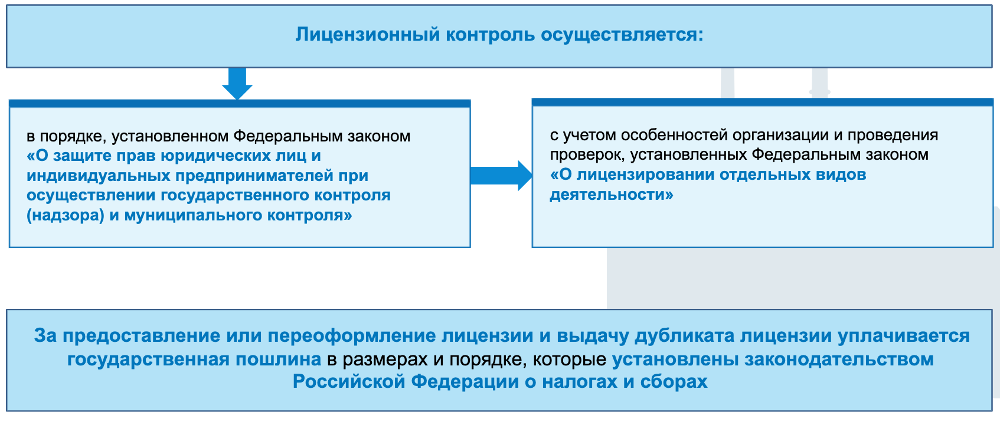 Лицензионный контроль осуществляется:
в порядке, установленном Федеральным законом
«О защите прав юридических лиц и
индивидуальных предпринимателей при
осуществлении государственного контроля
(надзора) и муниципального контроля»
с учетом особенностей организации и проведения
проверок, установленных Федеральным законом
«О лицензировании отдельных видов
деятельности»
За предоставление или переоформление лицензии и выдачу дубликата лицензии уплачивается
государственная пошлина в размерах и порядке, которые установлены законодательством
Российской Федерации о налогах и сборах